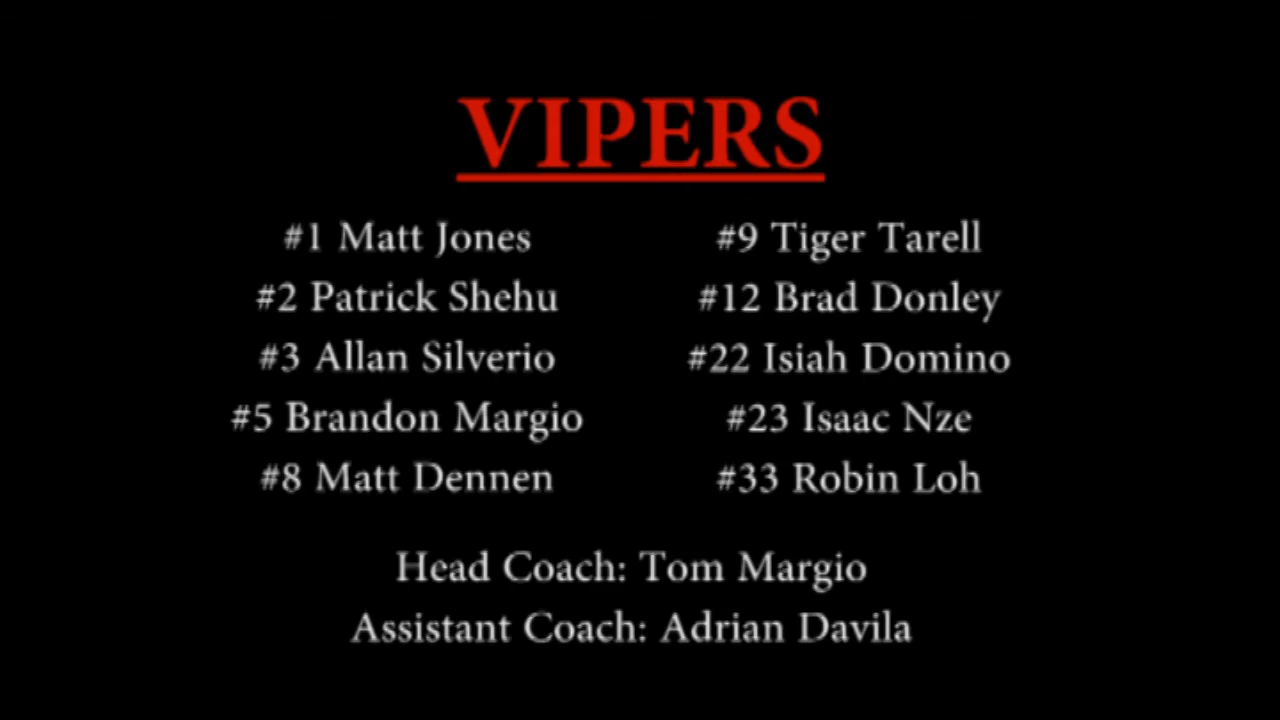 VIPERS
#1 Matt Jones
#2 Patrick Shehu
#3 Allan Silverio
#5 Brandon Margio
#8 Matt Dennen
#9 Tiger Tarell
#12 Brad Donley
#22 Isiah Domino
#23 Isaac Nze
#33 Robin Loh
Head Coach: Tom Margio
Assistant Coach: Adrian Davila